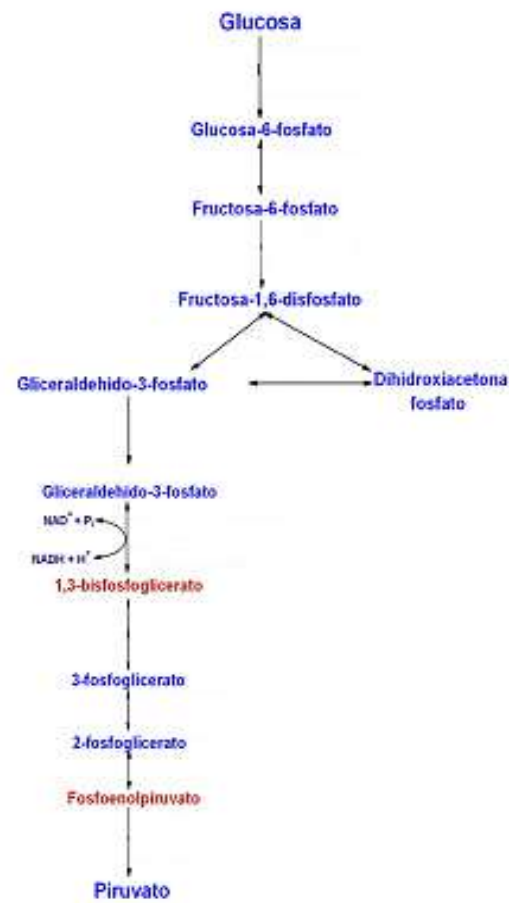 Glucosa
Glucosa-6-fosfato
Fructosa-6-fosfato
Fructosa-1,6-disfosfato
Gliceraldehido-3-fosfato
Dihidroxiacetona
fosfato
Gliceraldehido-3-fosfato
NAD⁺ + Pᵢ
NADH + H⁺
1,3-bisfosfoglicerato
3-fosfoglicerato
2-fosfoglicerato
Fosfoenolpiruvato
Piruvato